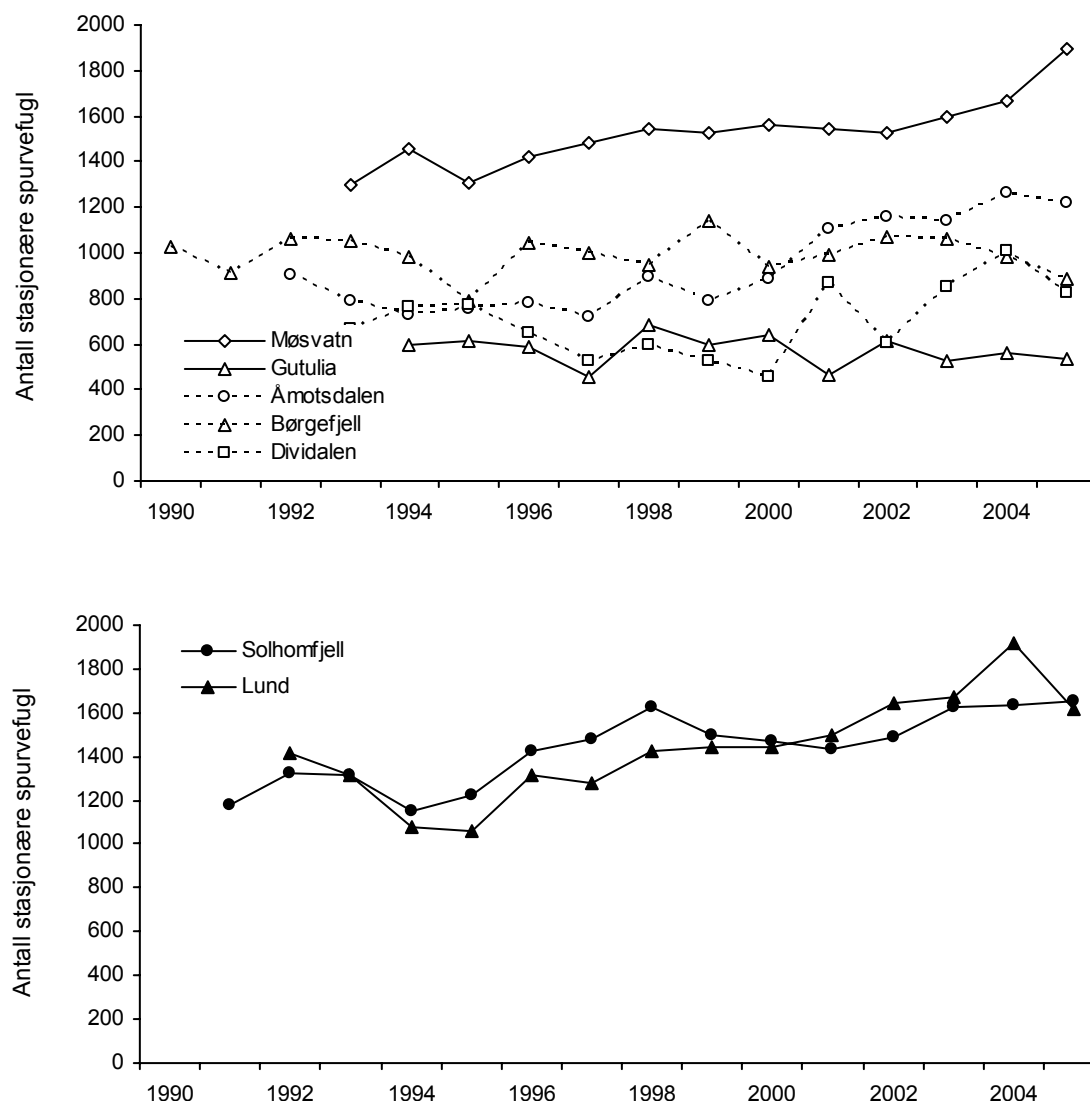 2000
1800
1600
1400
1200
1000
800
600
400
200
0
Antall stasjonære spurvefugl
Møsvatn
Gutulia
Åmotsdalen
Børgefjell
Dividalen
1990 1992 1994 1996 1998 2000 2002 2004
2000
1800
1600
1400
1200
1000
800
600
400
200
0
Antall stasjonære spurvefugl
Solhomfjell
Lund
1990 1992 1994 1996 1998 2000 2002 2004